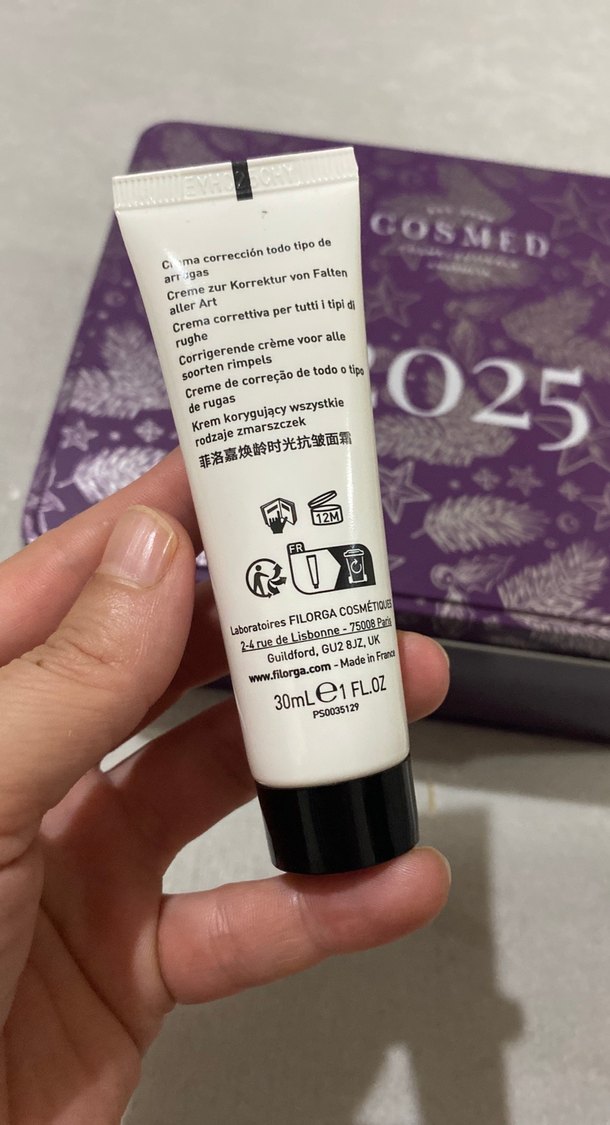 COSMED
2025
Crema corrección todo tipo de
arrugas
Creme zur Korrektur von Falten
aller Art
Crema correttiva per tutti i tipi di
rughe
Corrigerende crème voor alle
soorten rimpels
Creme de correção de todo o tipo
de rugas
Krem korygujący wszystkie
rodzaje zmarszczek
菲洛嘉焕龄时光抗皱面霜
12M
FR
Laboratoires FILORGA COSMÉTIQUES
2-4 rue de Lisbonne - 75008 Paris
Guildford, GU2 8JZ, UK
www.filorga.com - Made in France
30mL e 1 FL.OZ
PS0035129